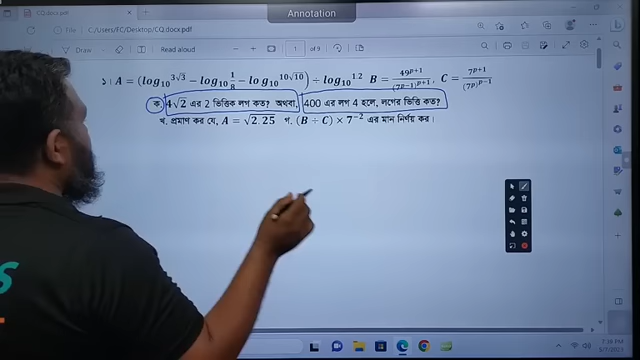 Annotation
CQ.docx.pdf
File C:/Users/FC/Desktop/CQ.docx.pdf
Draw Read aloud 1 of 9
১। A = (log₁₀ 3√3 − log₁₀ 1/8 − log₁₀ 10√10) ÷ log₁₀ 1.2 B = 49^(p+1)/(7^(p−1))^(p+1), C = 7^(p+1)/(7^p)^(p−1)
ক. 4√2 এর 2 ভিত্তিক লগ কত? অথবা, 400 এর লগ 4 হলে, লগের ভিত্তি কত?
খ. প্রমাণ কর যে, A = √2.25 গ. (B ÷ C) × 7⁻² এর মান নির্ণয় কর।
7:38 PM